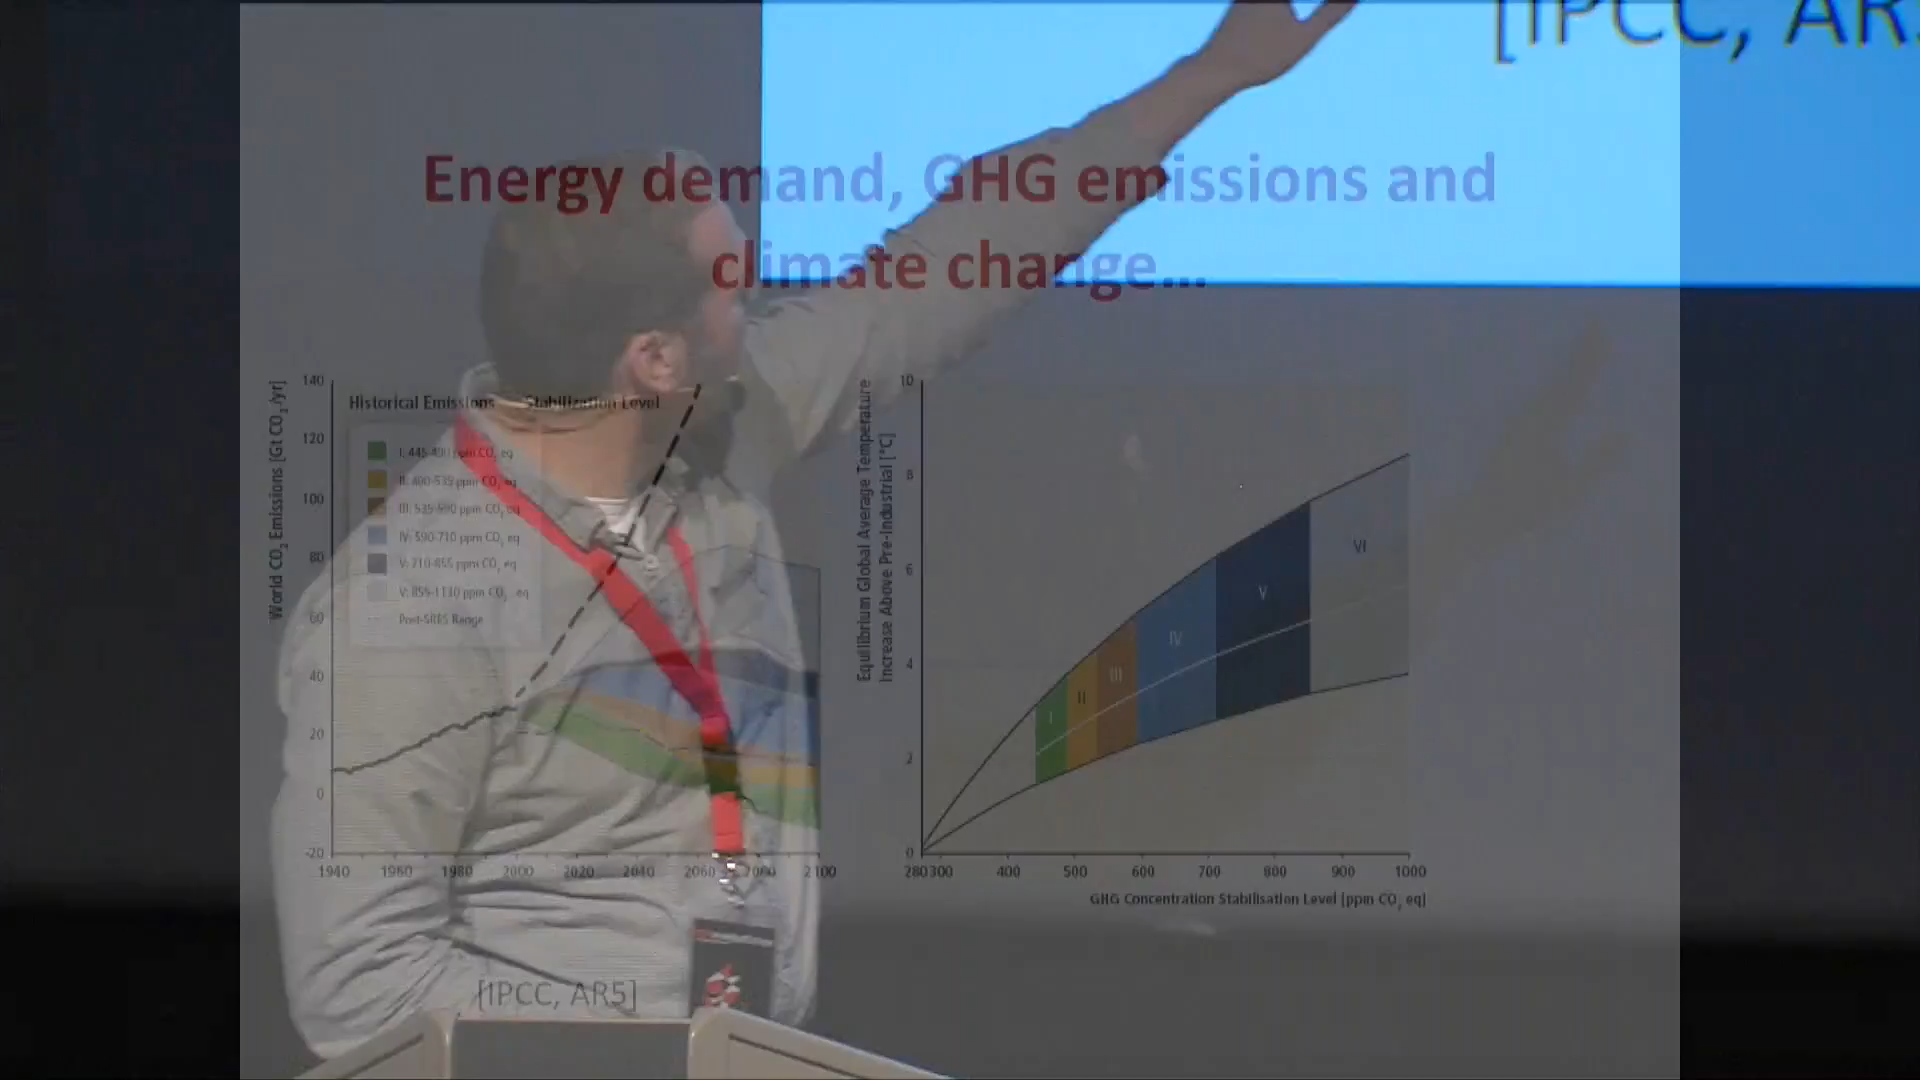 [IPCC, AR
Energy demand, GHG emissions and
climate change...
World CO2 Emissions [Gt CO2/yr]
140
120
100
80
60
40
20
0
-20
Historical Emissions
Stabilization Level
I: 445-490 ppm CO2 eq
II: 490-535 ppm CO2 eq
III: 535-590 ppm CO2 eq
IV: 590-710 ppm CO2 eq
V: 710-855 ppm CO2 eq
V: 855-1130 ppm CO2 eq
Post-SRES Range
1940 1960 1980 2000 2020 2040 2060 2080 2100
Equilibrium Global Average Temperature
Increase Above Pre-Industrial [°C]
10
8
6
4
2
0
I II III IV V VI
280 300 400 500 600 700 800 900 1000
GHG Concentration Stabilisation Level [ppm CO2 eq]
[IPCC, AR5]